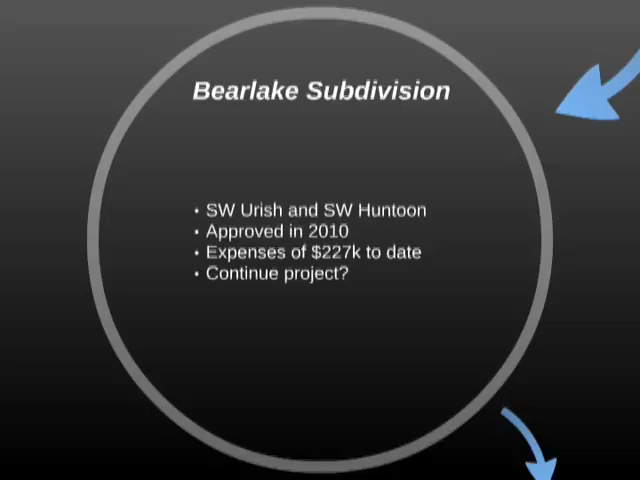 Bearlake Subdivision
• SW Urish and SW Huntoon
• Approved in 2010
• Expenses of $227k to date
• Continue project?